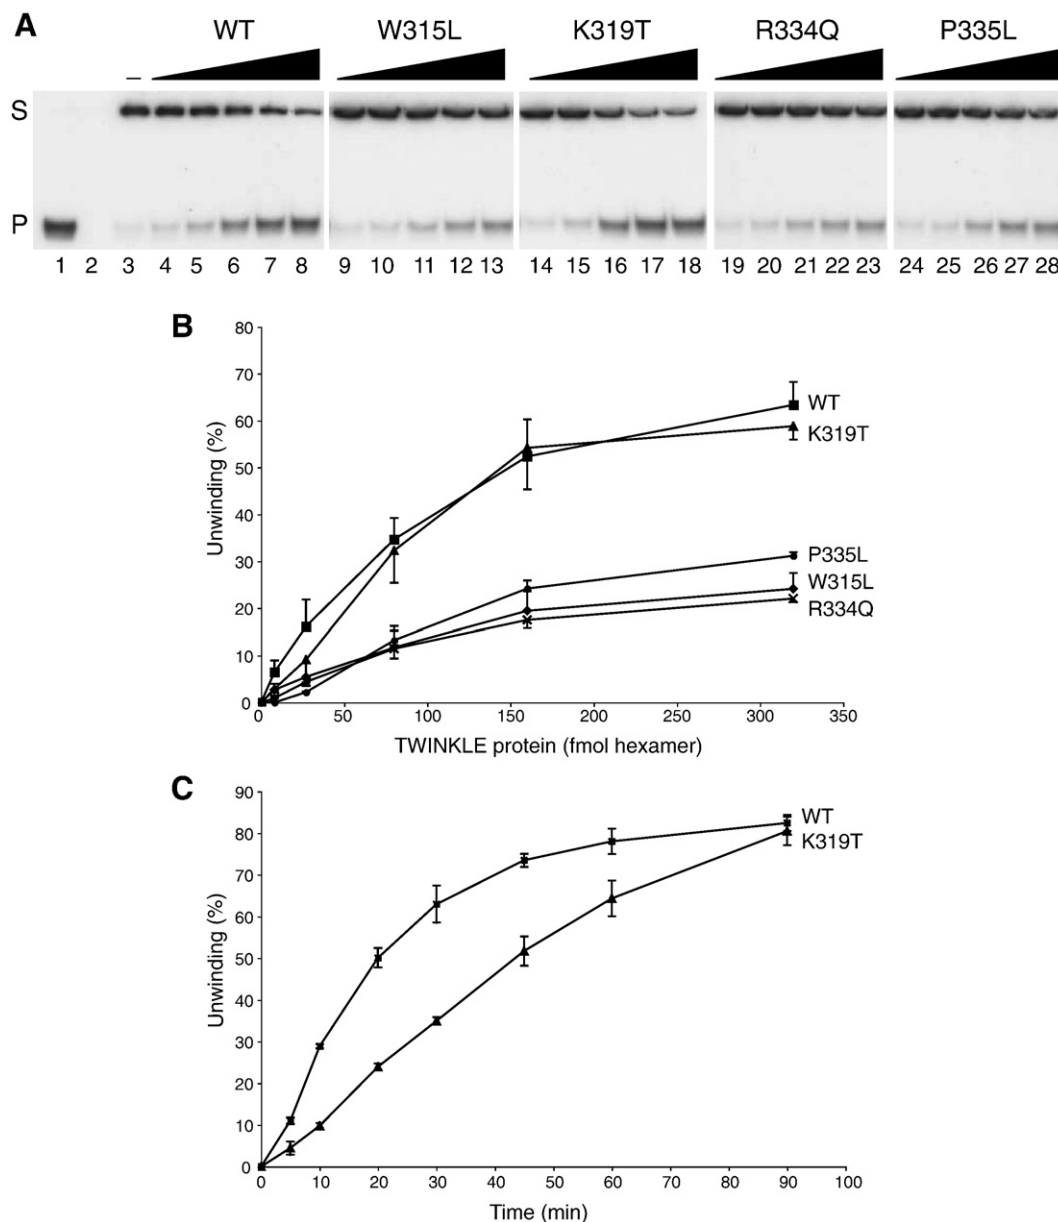 A
WT W315L K319T R334Q P335L
–
S
P
1 2 3 4 5 6 7 8 9 10 11 12 13 14 15 16 17 18 19 20 21 22 23 24 25 26 27 28
B
80
70
60
50
40
30
20
10
0
Unwinding (%)
WT
K319T
P335L
W315L
R334Q
0 50 100 150 200 250 300 350
TWINKLE protein (fmol hexamer)
C
90
80
70
60
50
40
30
20
10
0
Unwinding (%)
WT
K319T
0 10 20 30 40 50 60 70 80 90 100
Time (min)